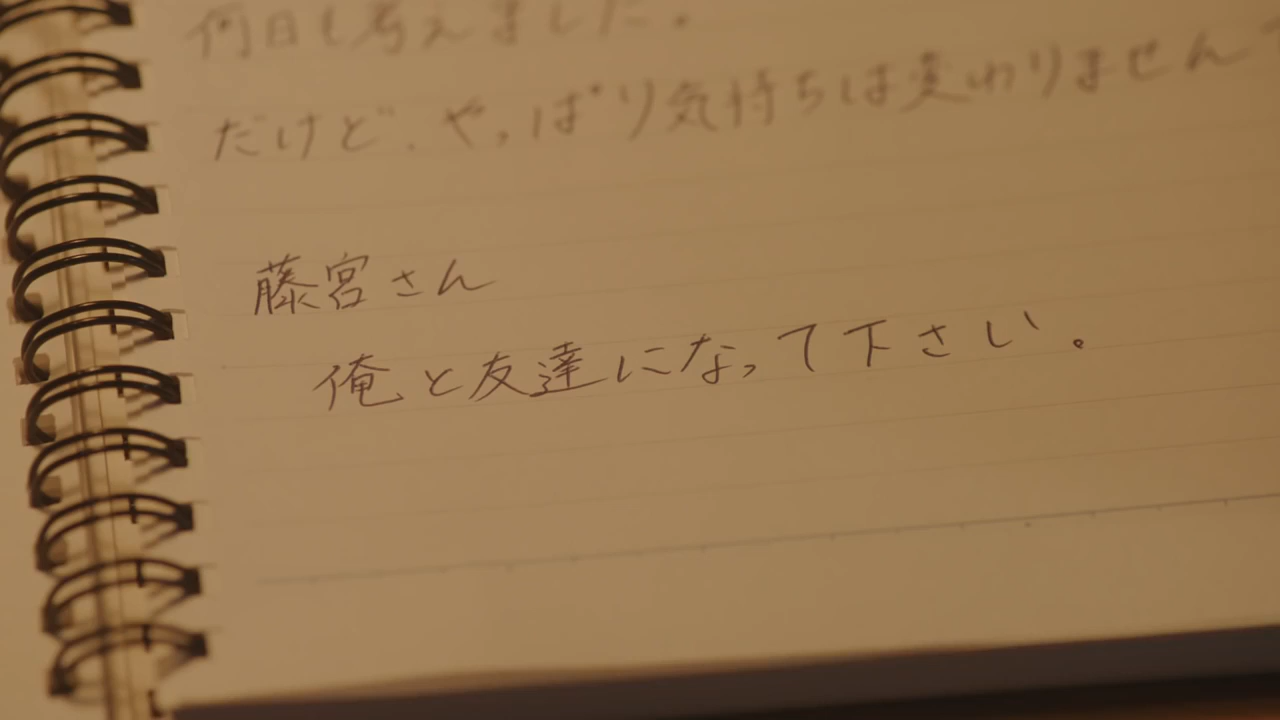 何日も考えました。
だけど、やっぱり気持ちは変わりません
藤宮さん
俺と友達になって下さい。